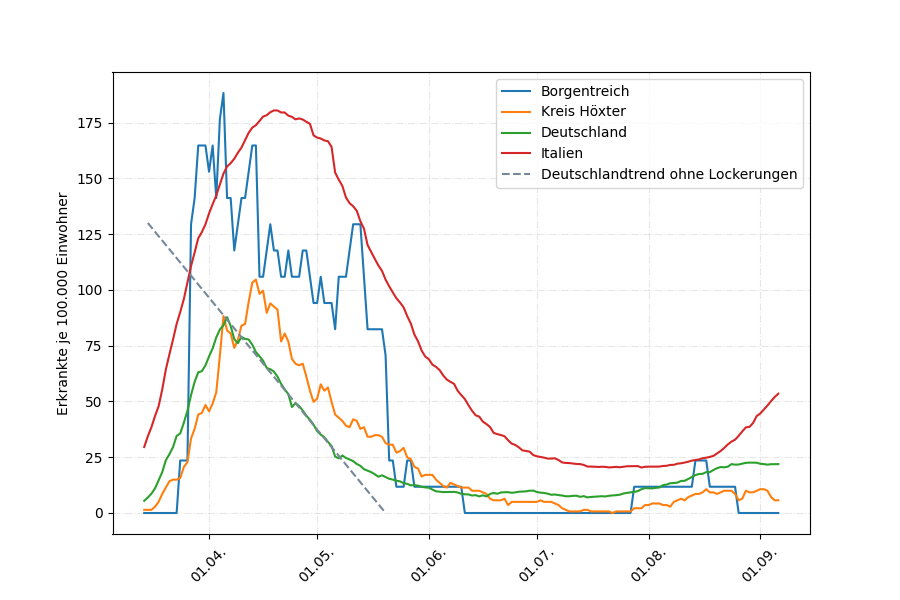 Borgentreich
Kreis Höxter
Deutschland
Italien
Deutschlandtrend ohne Lockerungen
Erkrankte je 100.000 Einwohner
175
150
125
100
75
50
25
0
01.04.
01.05.
01.06.
01.07.
01.08.
01.09.